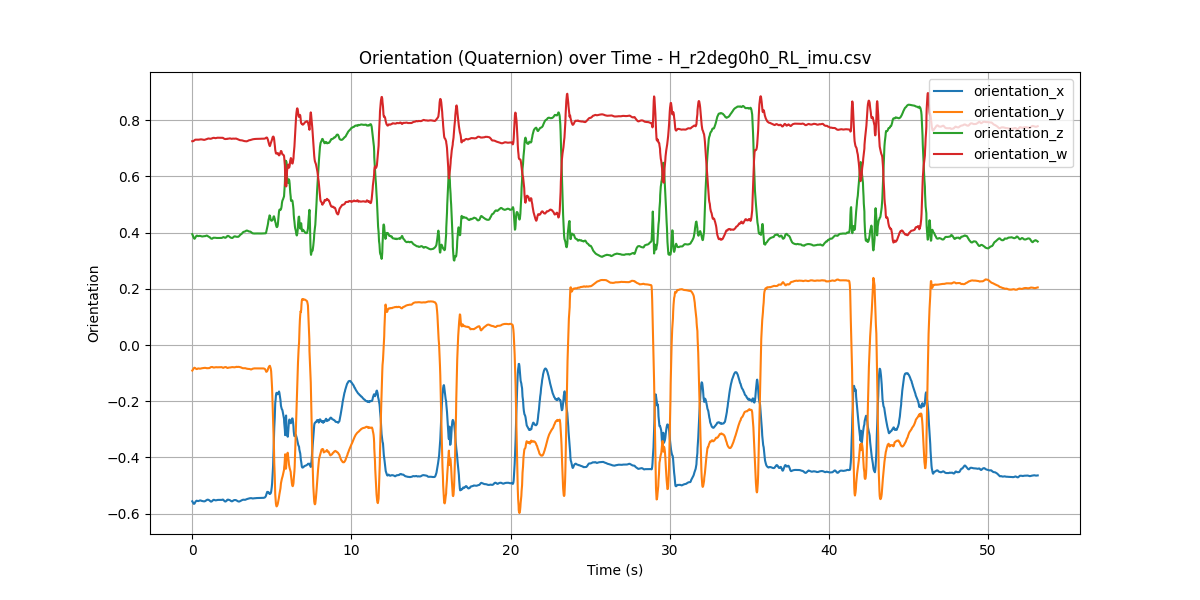 Orientation (Quaternion) over Time - H_r2deg0h0_RL_imu.csv
orientation_x
orientation_y
orientation_z
orientation_w
Orientation
0.8
0.6
0.4
0.2
0.0
−0.2
−0.4
−0.6
0 10 20 30 40 50
Time (s)